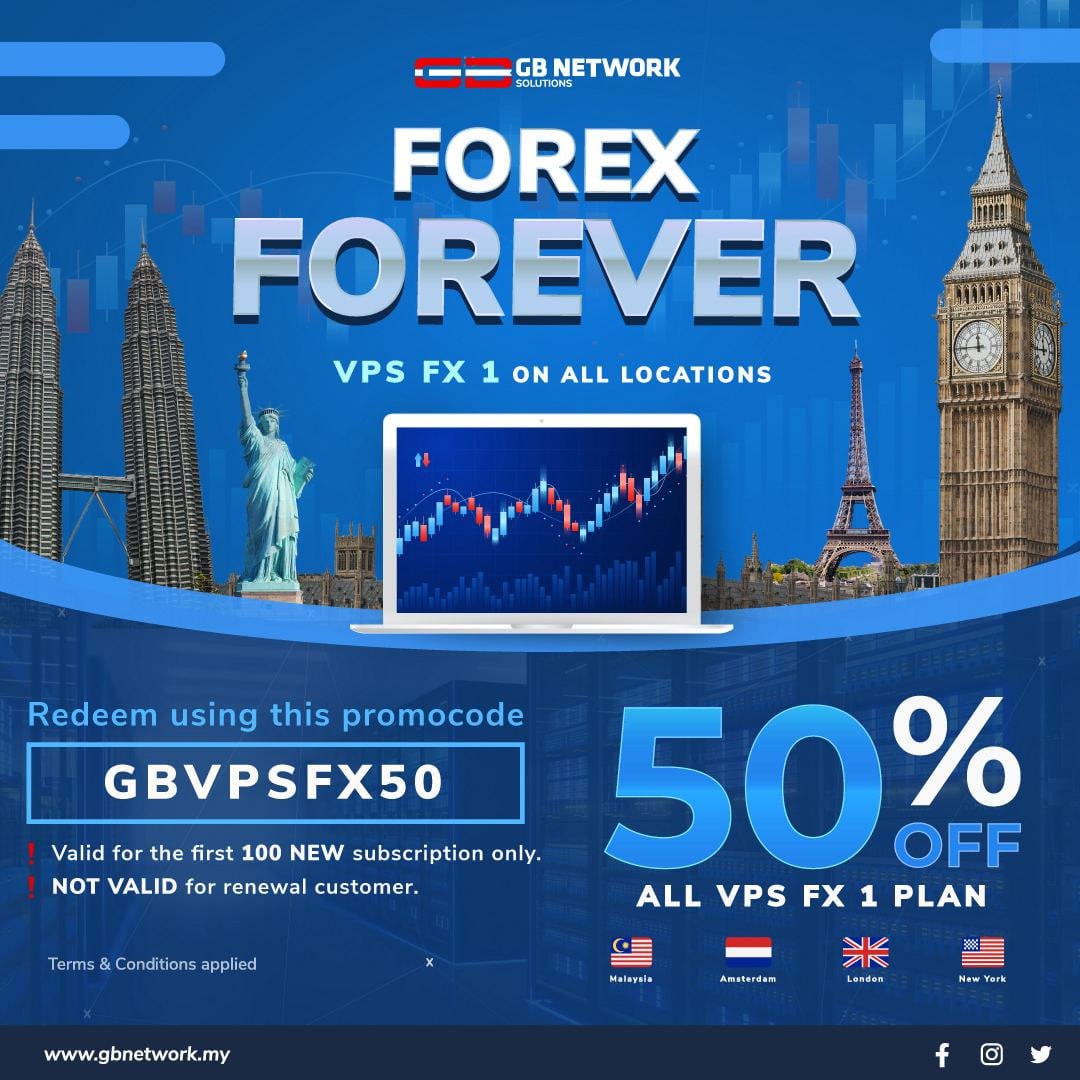 GB NETWORK
SOLUTIONS
FOREX
FOREVER
VPS FX 1 ON ALL LOCATIONS
Redeem using this promocode
GBVPSFX50
! Valid for the first 100 NEW subscription only.
! NOT VALID for renewal customer.
Terms & Conditions applied
50% OFF
ALL VPS FX 1 PLAN
Malaysia Amsterdam London New York
www.gbnetwork.my